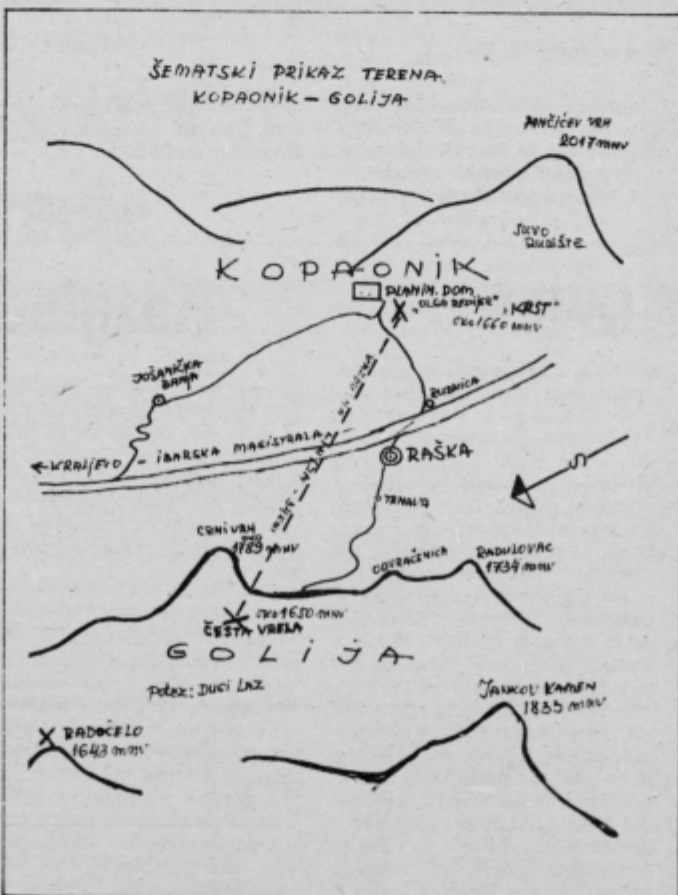 ŠEMATSKI PRIKAZ TERENA
KOPAONIK – GOLIJA
PANČIĆEV VRH
2017 mnv
SUVO
RUDIŠTE
KOPAONIK
PLANIN. DOM
„KRST“
OKO 1660 mnv
JOŠANIČKA
BANJA
RUDNICA
← KRALJEVO – IBARSKA MAGISTRALA
RAŠKA
S
TRNAVA
CRNI VRH
1789 mnv
ODVRAĆENICA
RADULOVAC
1734 mnv
OKO 1650 mnv
ČESTA VRELA
GOLIJA
Potez: DUGI LAZ
JANKOV KAMEN
1833 mnv
RADOČELO
1643 mnv